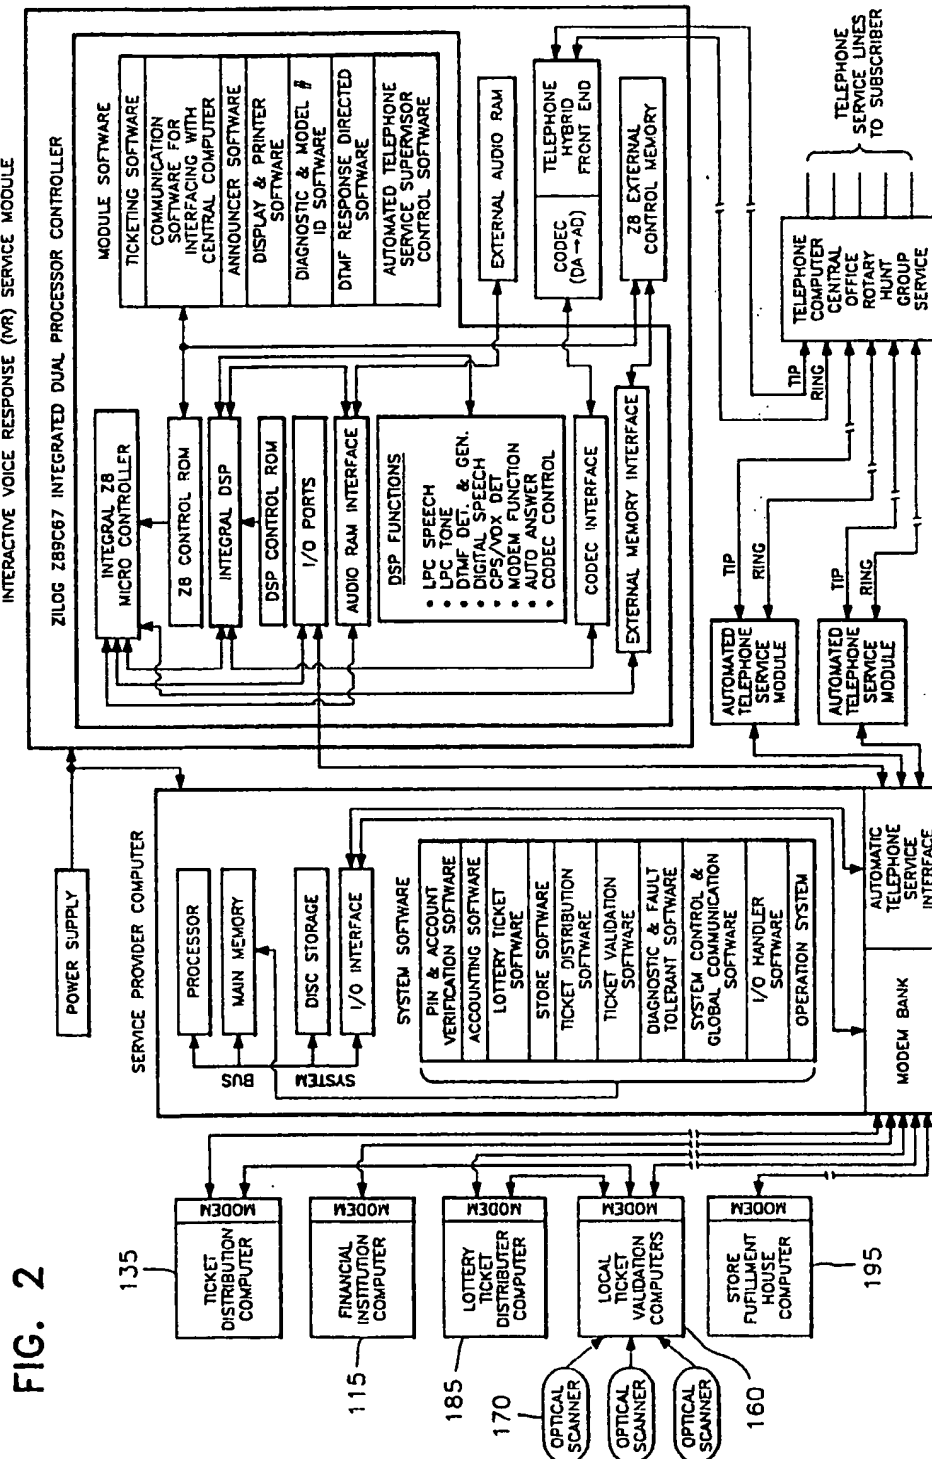 FIG. 2
INTERACTIVE VOICE RESPONSE (IVR) SERVICE MODULE
ZILOG Z89C67 INTEGRATED DUAL PROCESSOR CONTROLLER
MODULE SOFTWARE
TICKETING SOFTWARE
COMMUNICATION
SOFTWARE FOR
INTERFACING WITH
CENTRAL COMPUTER
ANNOUNCER SOFTWARE
DISPLAY & PRINTER
SOFTWARE
DIAGNOSTIC & MODEL #
ID SOFTWARE
DTMF RESPONSE DIRECTED
SOFTWARE
AUTOMATED TELEPHONE
SERVICE SUPERVISOR
CONTROL SOFTWARE
INTEGRAL Z8
MICRO CONTROLLER
Z8 CONTROL ROM
INTEGRAL DSP
DSP CONTROL ROM
I/O PORTS
AUDIO RAM INTERFACE
DSP FUNCTIONS
• LPC SPEECH
• LPC TONE
• DTMF DET. & GEN.
• DIGITAL SPEECH
• CPS/VOX DET
• MODEM FUNCTION
• AUTO ANSWER
• CODEC CONTROL
CODEC INTERFACE
EXTERNAL MEMORY INTERFACE
EXTERNAL AUDIO RAM
CODEC
(DA→AD)
TELEPHONE
HYBRID
FRONT END
Z8 EXTERNAL
CONTROL MEMORY
POWER SUPPLY
SERVICE PROVIDER COMPUTER
PROCESSOR
MAIN MEMORY
DISC STORAGE
I/O INTERFACE
SYSTEM
BUS
SYSTEM SOFTWARE
PIN & ACCOUNT
VERIFICATION SOFTWARE
ACCOUNTING SOFTWARE
LOTTERY TICKET
SOFTWARE
STORE SOFTWARE
TICKET DISTRIBUTION
SOFTWARE
TICKET VALIDATION
SOFTWARE
DIAGNOSTIC & FAULT
TOLERANT SOFTWARE
SYSTEM CONTROL &
GLOBAL COMMUNICATION
SOFTWARE
I/O HANDLER
SOFTWARE
OPERATION SYSTEM
MODEM BANK
AUTOMATIC
TELEPHONE
SERVICE
INTERFACE
AUTOMATED
TELEPHONE
SERVICE
MODULE
TIP
RING
AUTOMATED
TELEPHONE
SERVICE
MODULE
TIP
RING
TIP
RING
TELEPHONE
COMPUTER
CENTRAL
OFFICE
ROTARY
HUNT
GROUP
SERVICE
TELEPHONE
SERVICE LINES
TO SUBSCRIBER
135
TICKET
DISTRIBUTION
COMPUTER
MODEM
115
FINANCIAL
INSTITUTION
COMPUTER
MODEM
185
LOTTERY
TICKET
DISTRIBUTER
COMPUTER
MODEM
160
LOCAL
TICKET
VALIDATION
COMPUTERS
MODEM
195
STORE
FUFILLMENT
HOUSE
COMPUTER
MODEM
170
OPTICAL
SCANNER
OPTICAL
SCANNER
OPTICAL
SCANNER